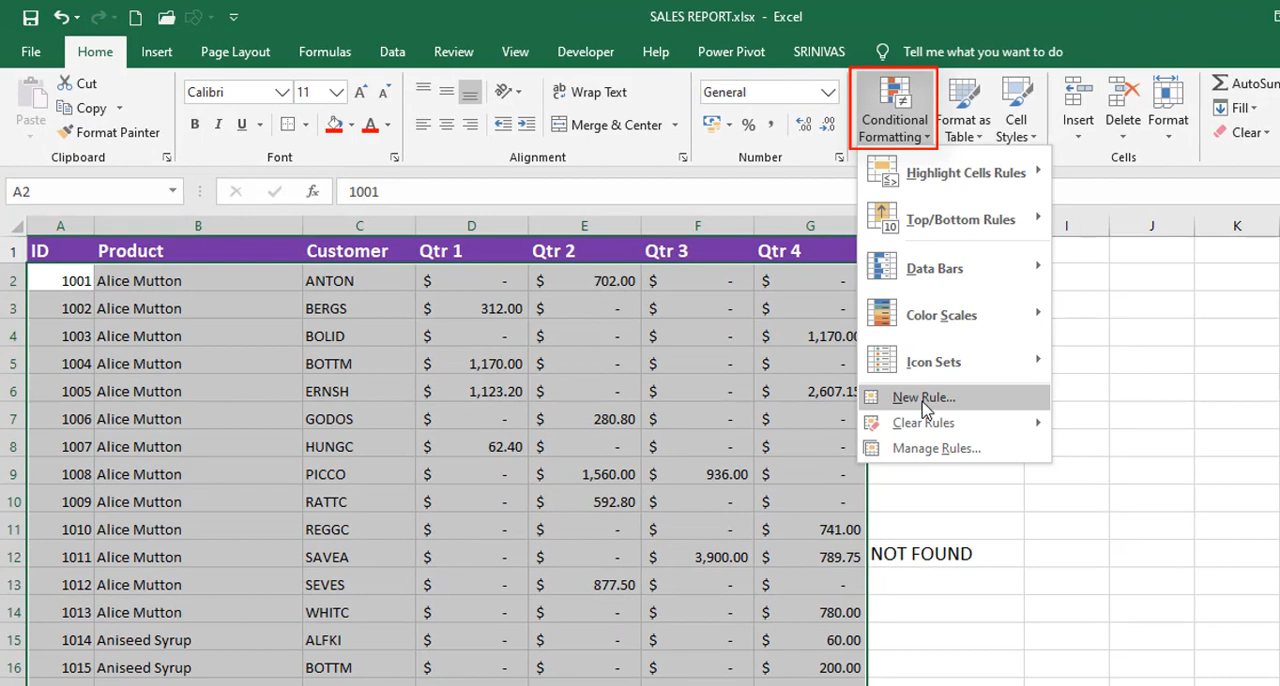 SALES REPORT.xlsx - Excel
File Home Insert Page Layout Formulas Data Review View Developer Help Power Pivot SRINIVAS Tell me what you want to do
Paste
Cut
Copy
Format Painter
Clipboard
Calibri 11
B I U
Font
Wrap Text
Merge & Center
Alignment
General
Number
Conditional Formatting
Format as Table
Cell Styles
Insert Delete Format
Cells
AutoSum
Fill
Clear
A2 fx 1001
Highlight Cells Rules
Top/Bottom Rules
Data Bars
Color Scales
Icon Sets
New Rule...
Clear Rules
Manage Rules...
A B C D E F G I J K
1 ID Product Customer Qtr 1 Qtr 2 Qtr 3 Qtr 4
2 1001 Alice Mutton ANTON $ - $ 702.00 $ - $ -
3 1002 Alice Mutton BERGS $ 312.00 $ - $ - $ -
4 1003 Alice Mutton BOLID $ - $ - $ - $ 1,170.00
5 1004 Alice Mutton BOTTM $ 1,170.00 $ - $ - $ -
6 1005 Alice Mutton ERNSH $ 1,123.20 $ - $ - $ 2,607.15
7 1006 Alice Mutton GODOS $ - $ 280.80 $ - $ -
8 1007 Alice Mutton HUNGC $ 62.40 $ - $ - $ -
9 1008 Alice Mutton PICCO $ - $ 1,560.00 $ 936.00 $ -
10 1009 Alice Mutton RATTC $ - $ 592.80 $ - $ -
11 1010 Alice Mutton REGGC $ - $ - $ - $ 741.00
12 1011 Alice Mutton SAVEA $ - $ - $ 3,900.00 $ 789.75 NOT FOUND
13 1012 Alice Mutton SEVES $ - $ 877.50 $ - $ -
14 1013 Alice Mutton WHITC $ - $ - $ - $ 780.00
15 1014 Aniseed Syrup ALFKI $ - $ - $ - $ 60.00
16 1015 Aniseed Syrup BOTTM $ - $ - $ - $ 200.00